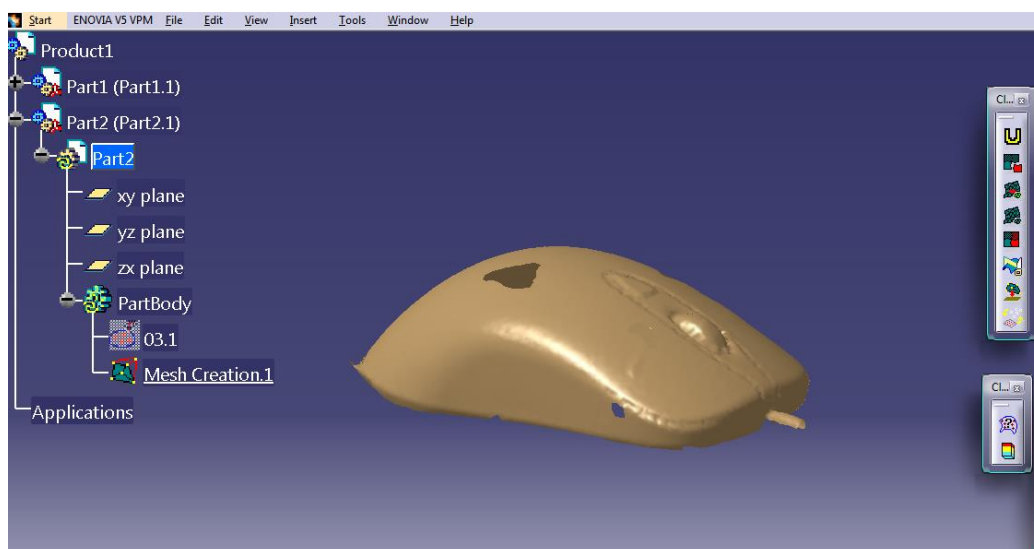 Start ENOVIA V5 VPM File Edit View Insert Tools Window Help
Product1
Part1 (Part1.1)
Part2 (Part2.1)
Part2
xy plane
yz plane
zx plane
PartBody
03.1
Mesh Creation.1
Applications
Cl...
Cl...